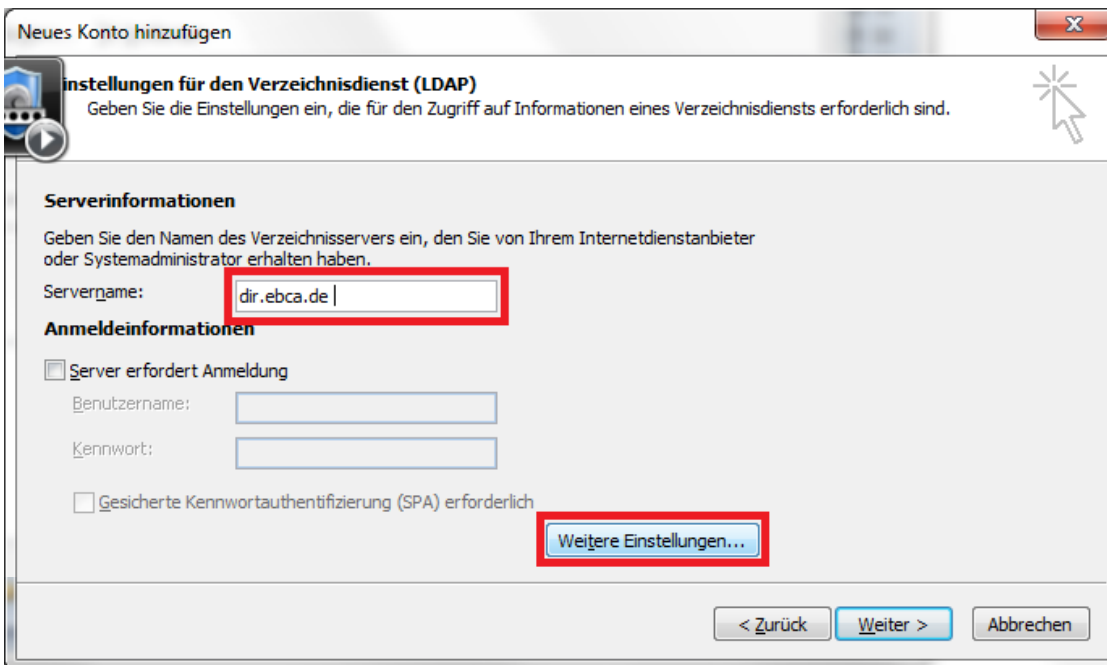 Neues Konto hinzufügen
instellungen für den Verzeichnisdienst (LDAP)
Geben Sie die Einstellungen ein, die für den Zugriff auf Informationen eines Verzeichnisdiensts erforderlich sind.
Serverinformationen
Geben Sie den Namen des Verzeichnisservers ein, den Sie von Ihrem Internetdienstanbieter
oder Systemadministrator erhalten haben.
Servername: dir.ebca.de
Anmeldeinformationen
Server erfordert Anmeldung
Benutzername:
Kennwort:
Gesicherte Kennwortauthentifizierung (SPA) erforderlich
Weitere Einstellungen...
< Zurück Weiter > Abbrechen